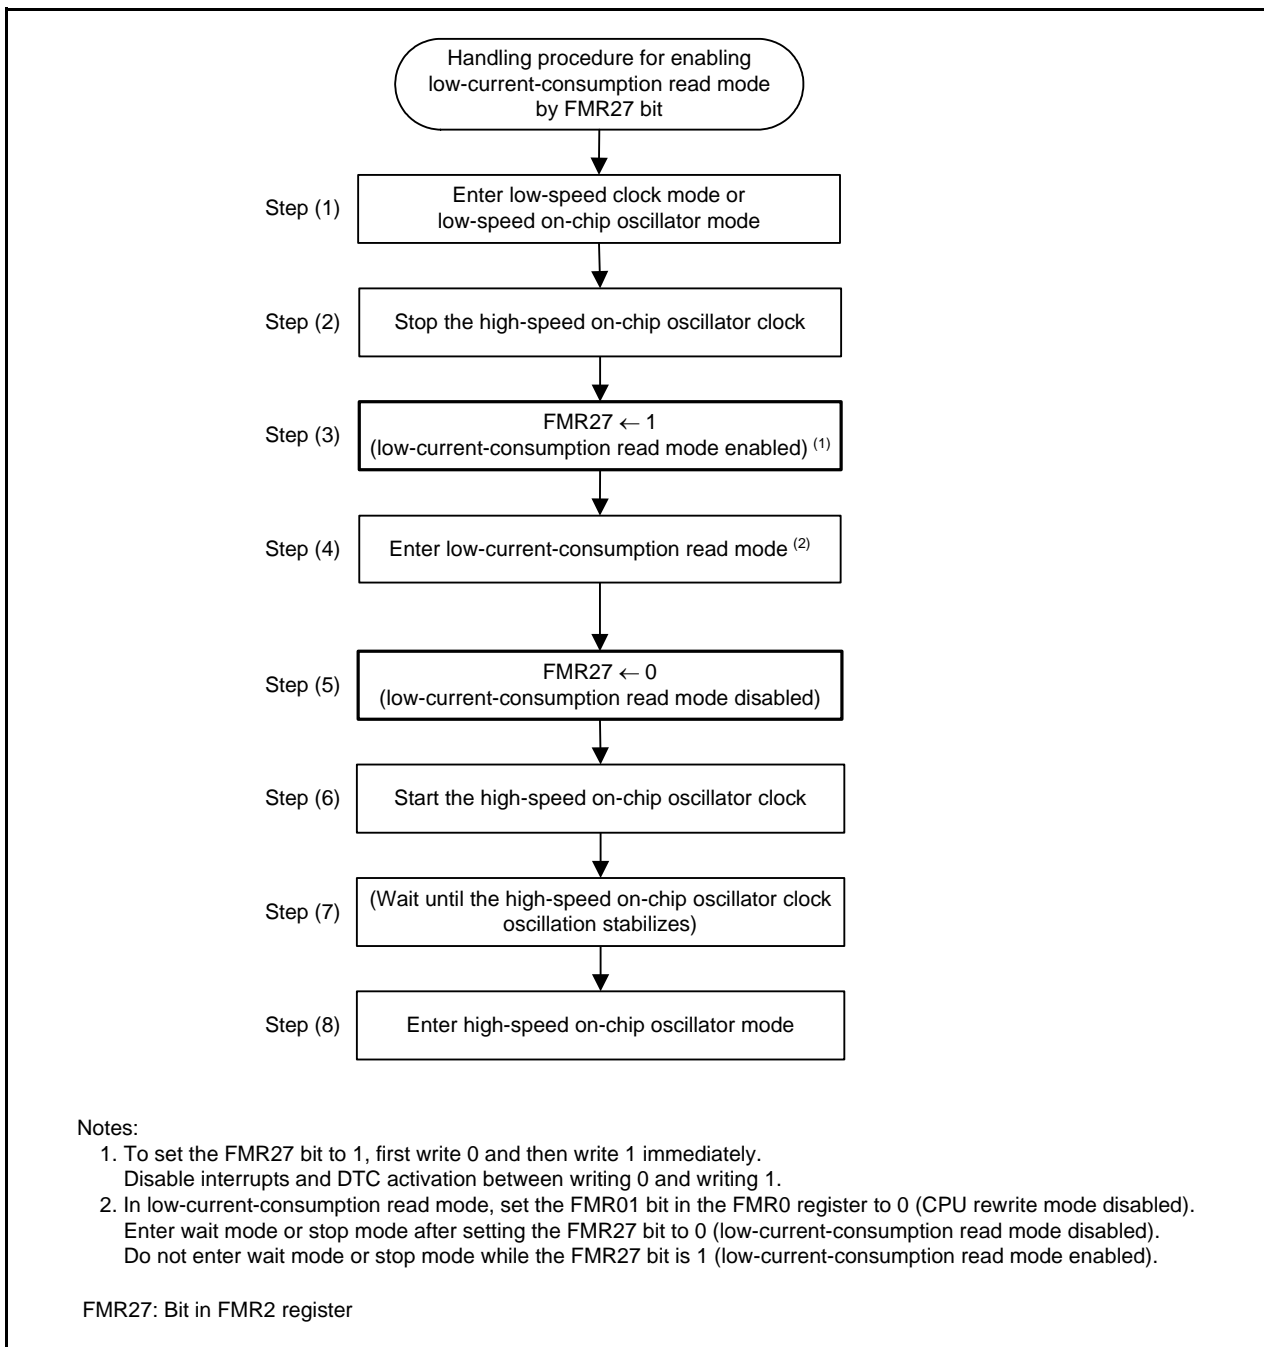 Handling procedure for enabling
low-current-consumption read mode
by FMR27 bit
Step (1)
Enter low-speed clock mode or
low-speed on-chip oscillator mode
Step (2)
Stop the high-speed on-chip oscillator clock
Step (3)
FMR27 ← 1
(low-current-consumption read mode enabled) (1)
Step (4)
Enter low-current-consumption read mode (2)
Step (5)
FMR27 ← 0
(low-current-consumption read mode disabled)
Step (6)
Start the high-speed on-chip oscillator clock
Step (7)
(Wait until the high-speed on-chip oscillator clock
oscillation stabilizes)
Step (8)
Enter high-speed on-chip oscillator mode
Notes:
1. To set the FMR27 bit to 1, first write 0 and then write 1 immediately.
Disable interrupts and DTC activation between writing 0 and writing 1.
2. In low-current-consumption read mode, set the FMR01 bit in the FMR0 register to 0 (CPU rewrite mode disabled).
Enter wait mode or stop mode after setting the FMR27 bit to 0 (low-current-consumption read mode disabled).
Do not enter wait mode or stop mode while the FMR27 bit is 1 (low-current-consumption read mode enabled).
FMR27: Bit in FMR2 register